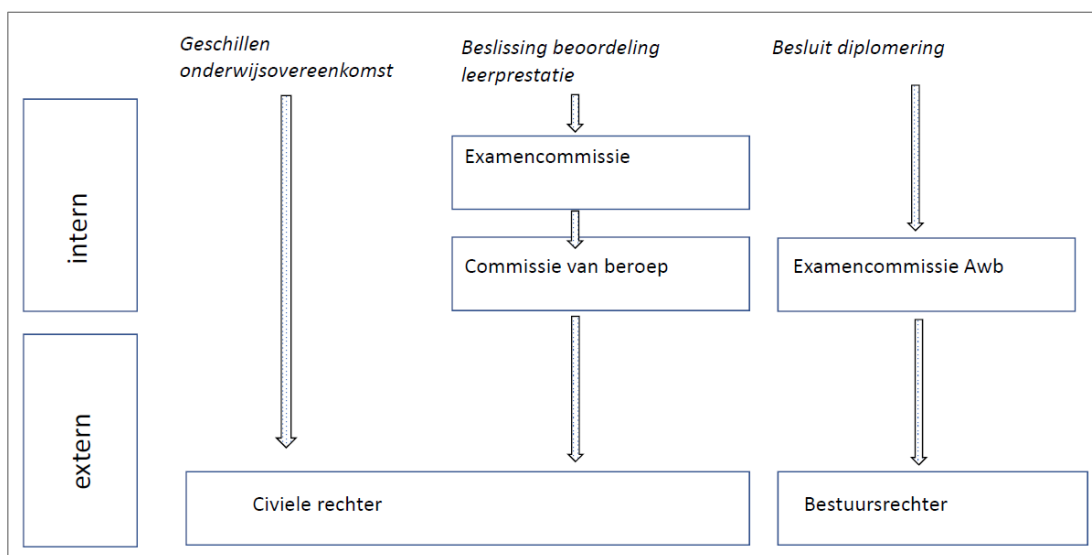 Geschillen
onderwijsovereenkomst
Beslissing beoordeling
leerprestatie
Besluit diplomering
intern
Examencommissie
Commissie van beroep
Examencommissie Awb
extern
Civiele rechter
Bestuursrechter